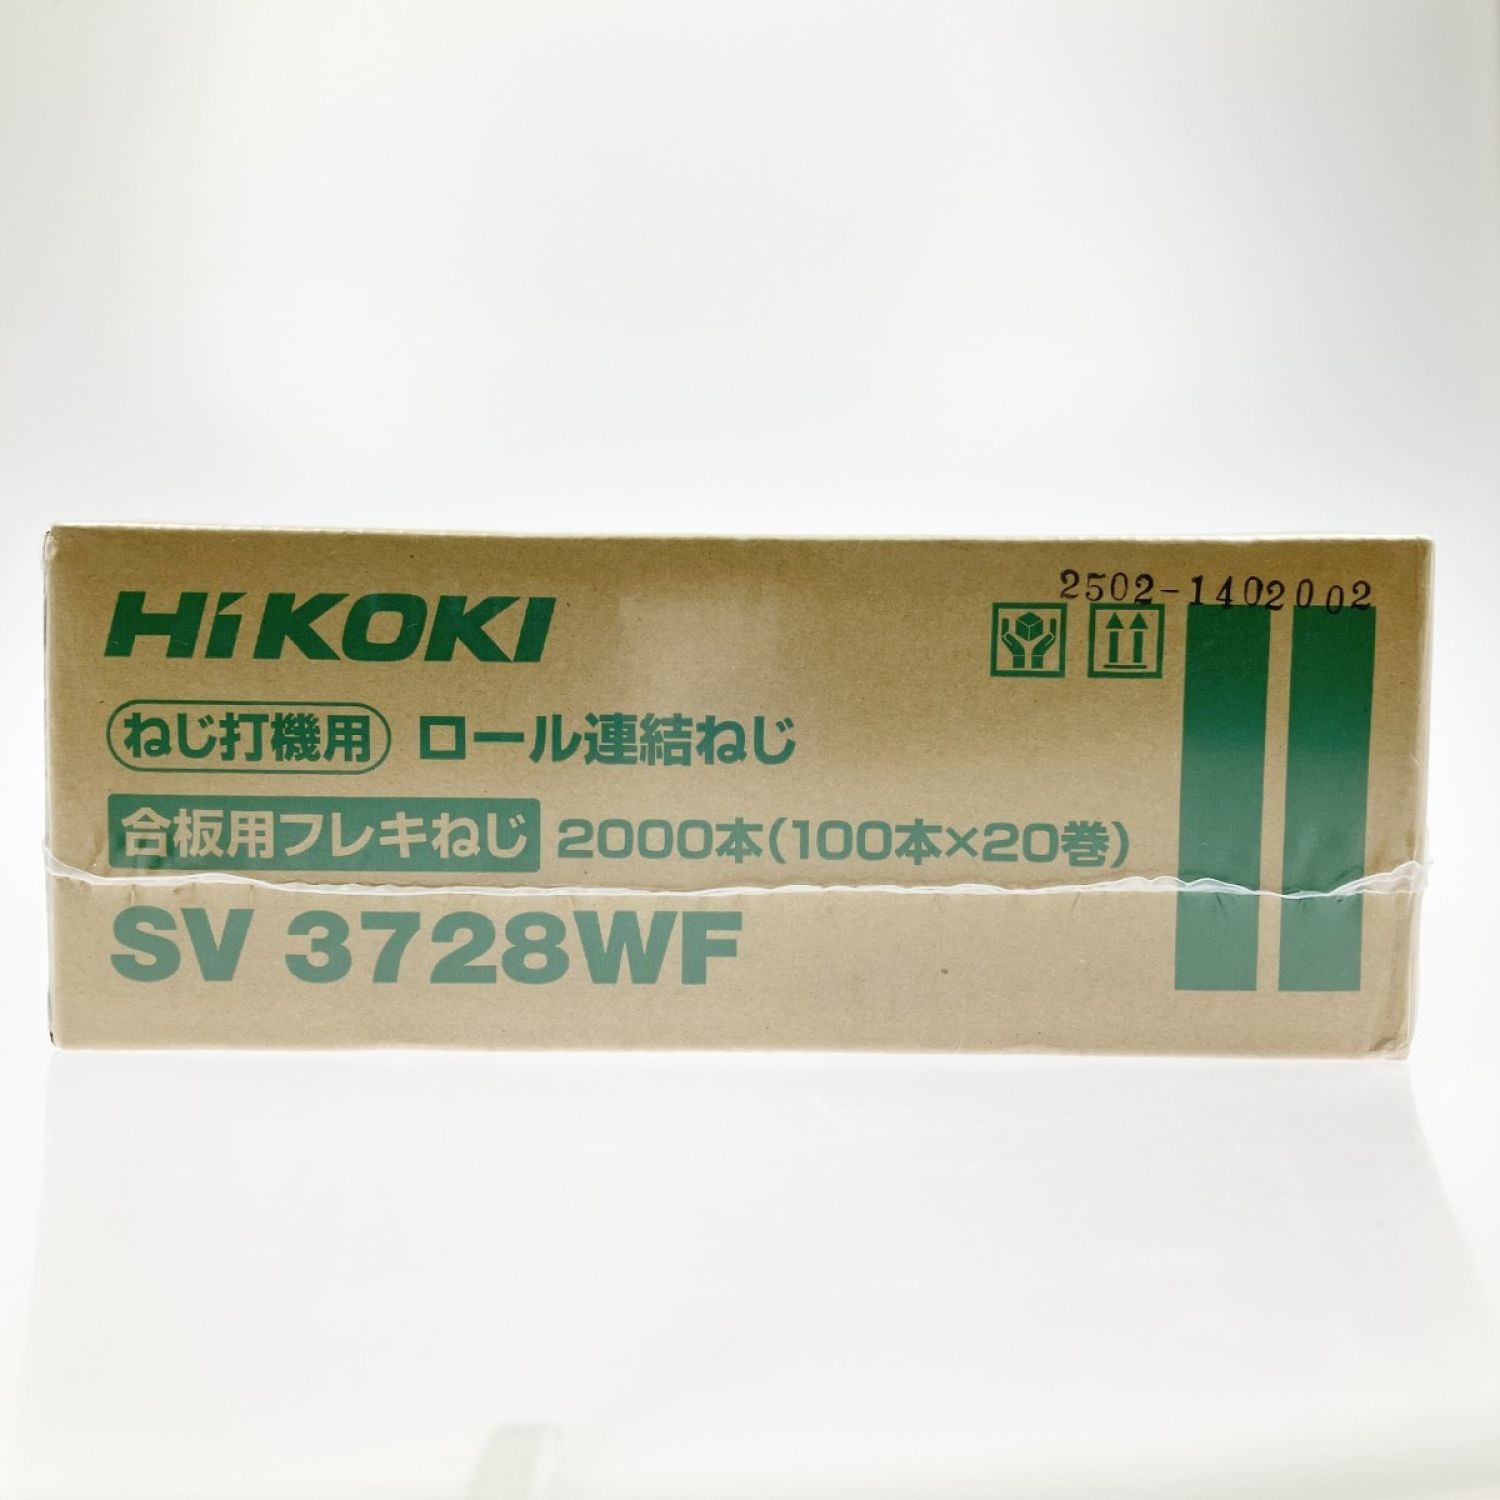 HiKOKI
2502-1402002
ねじ打機用 ロール連結ねじ
合板用フレキねじ 2000本(100本×20巻)
SV 3728WF